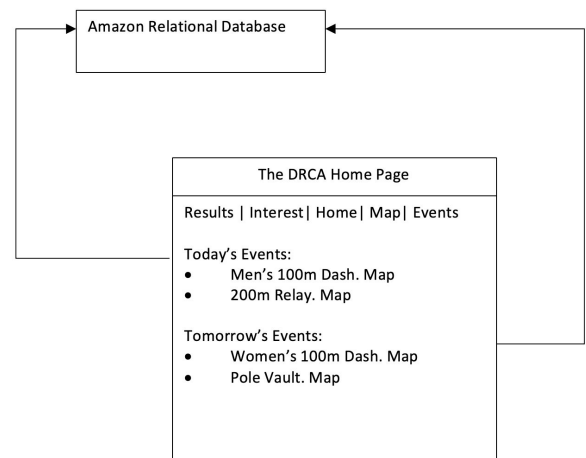 Amazon Relational Database
The DRCA Home Page
Results | Interest| Home| Map| Events
Today’s Events:
● Men’s 100m Dash. Map
● 200m Relay. Map
Tomorrow’s Events:
● Women’s 100m Dash. Map
● Pole Vault. Map